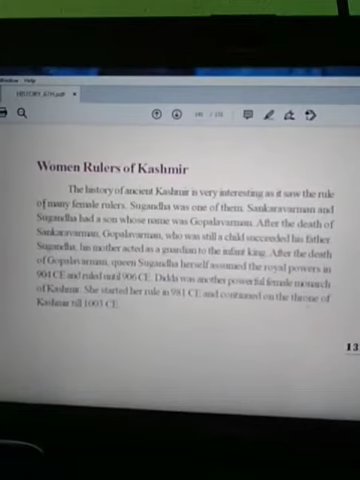 Window Help
HISTORY_6TH.pdf
Women Rulers of Kashmir
The history of ancient Kashmir is very interesting as it saw the rule
of many female rulers. Sugandha was one of them. Sankaravarman and
Sugandha had a son whose name was Gopalavarman. After the death of
Sankaravarman, Gopalavarman, who was still a child succeeded his father
Sugandha, his mother acted as a guardian to the infant king. After the death
of Gopalavarman, queen Sugandha herself assumed the royal powers in
904 CE and ruled until 906 CE. Didda was another powerful female monarch
of Kashmir. She started her rule in 981 CE and continued on the throne of
Kashmir till 1003 CE.
13